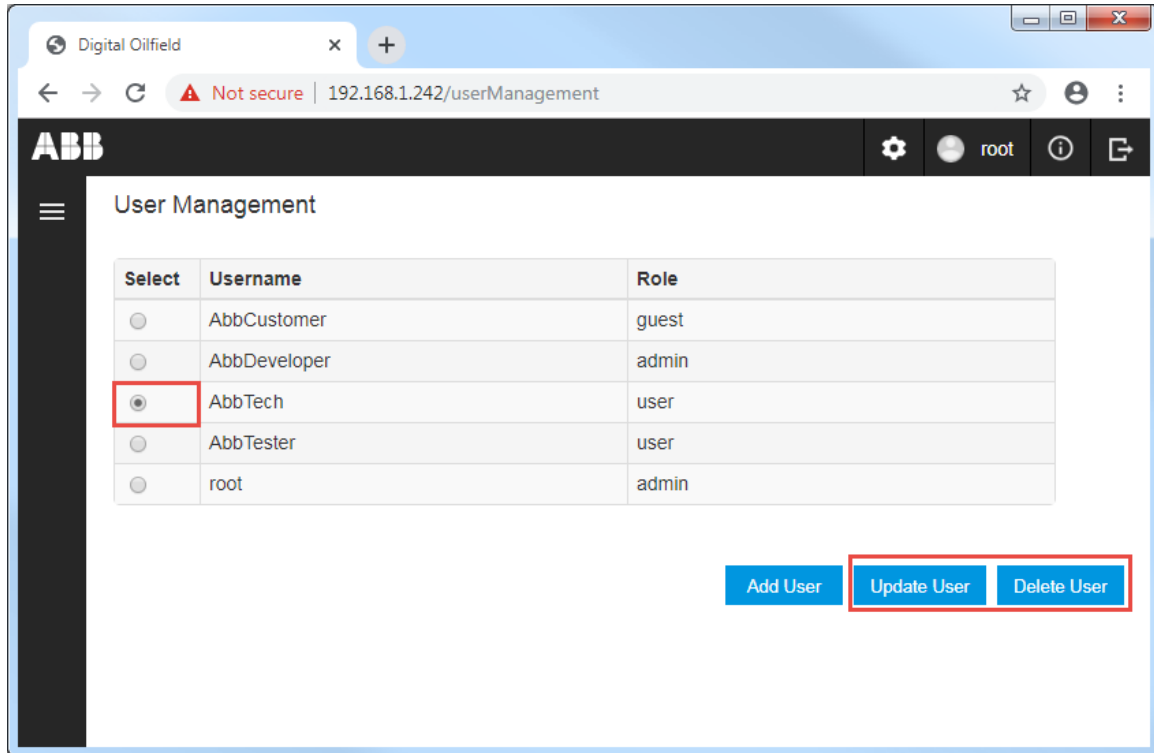 Digital Oilfield
Not secure | 192.168.1.242/userManagement
ABB
root
User Management
Select Username Role
AbbCustomer guest
AbbDeveloper admin
AbbTech user
AbbTester user
root admin
Add User Update User Delete User